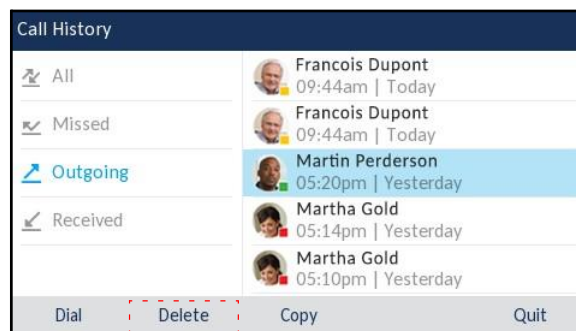 Call History
All
Missed
Outgoing
Received
Francois Dupont
09:44am | Today
Francois Dupont
09:44am | Today
Martin Perderson
05:20pm | Yesterday
Martha Gold
05:14pm | Yesterday
Martha Gold
05:10pm | Yesterday
Dial Delete Copy Quit